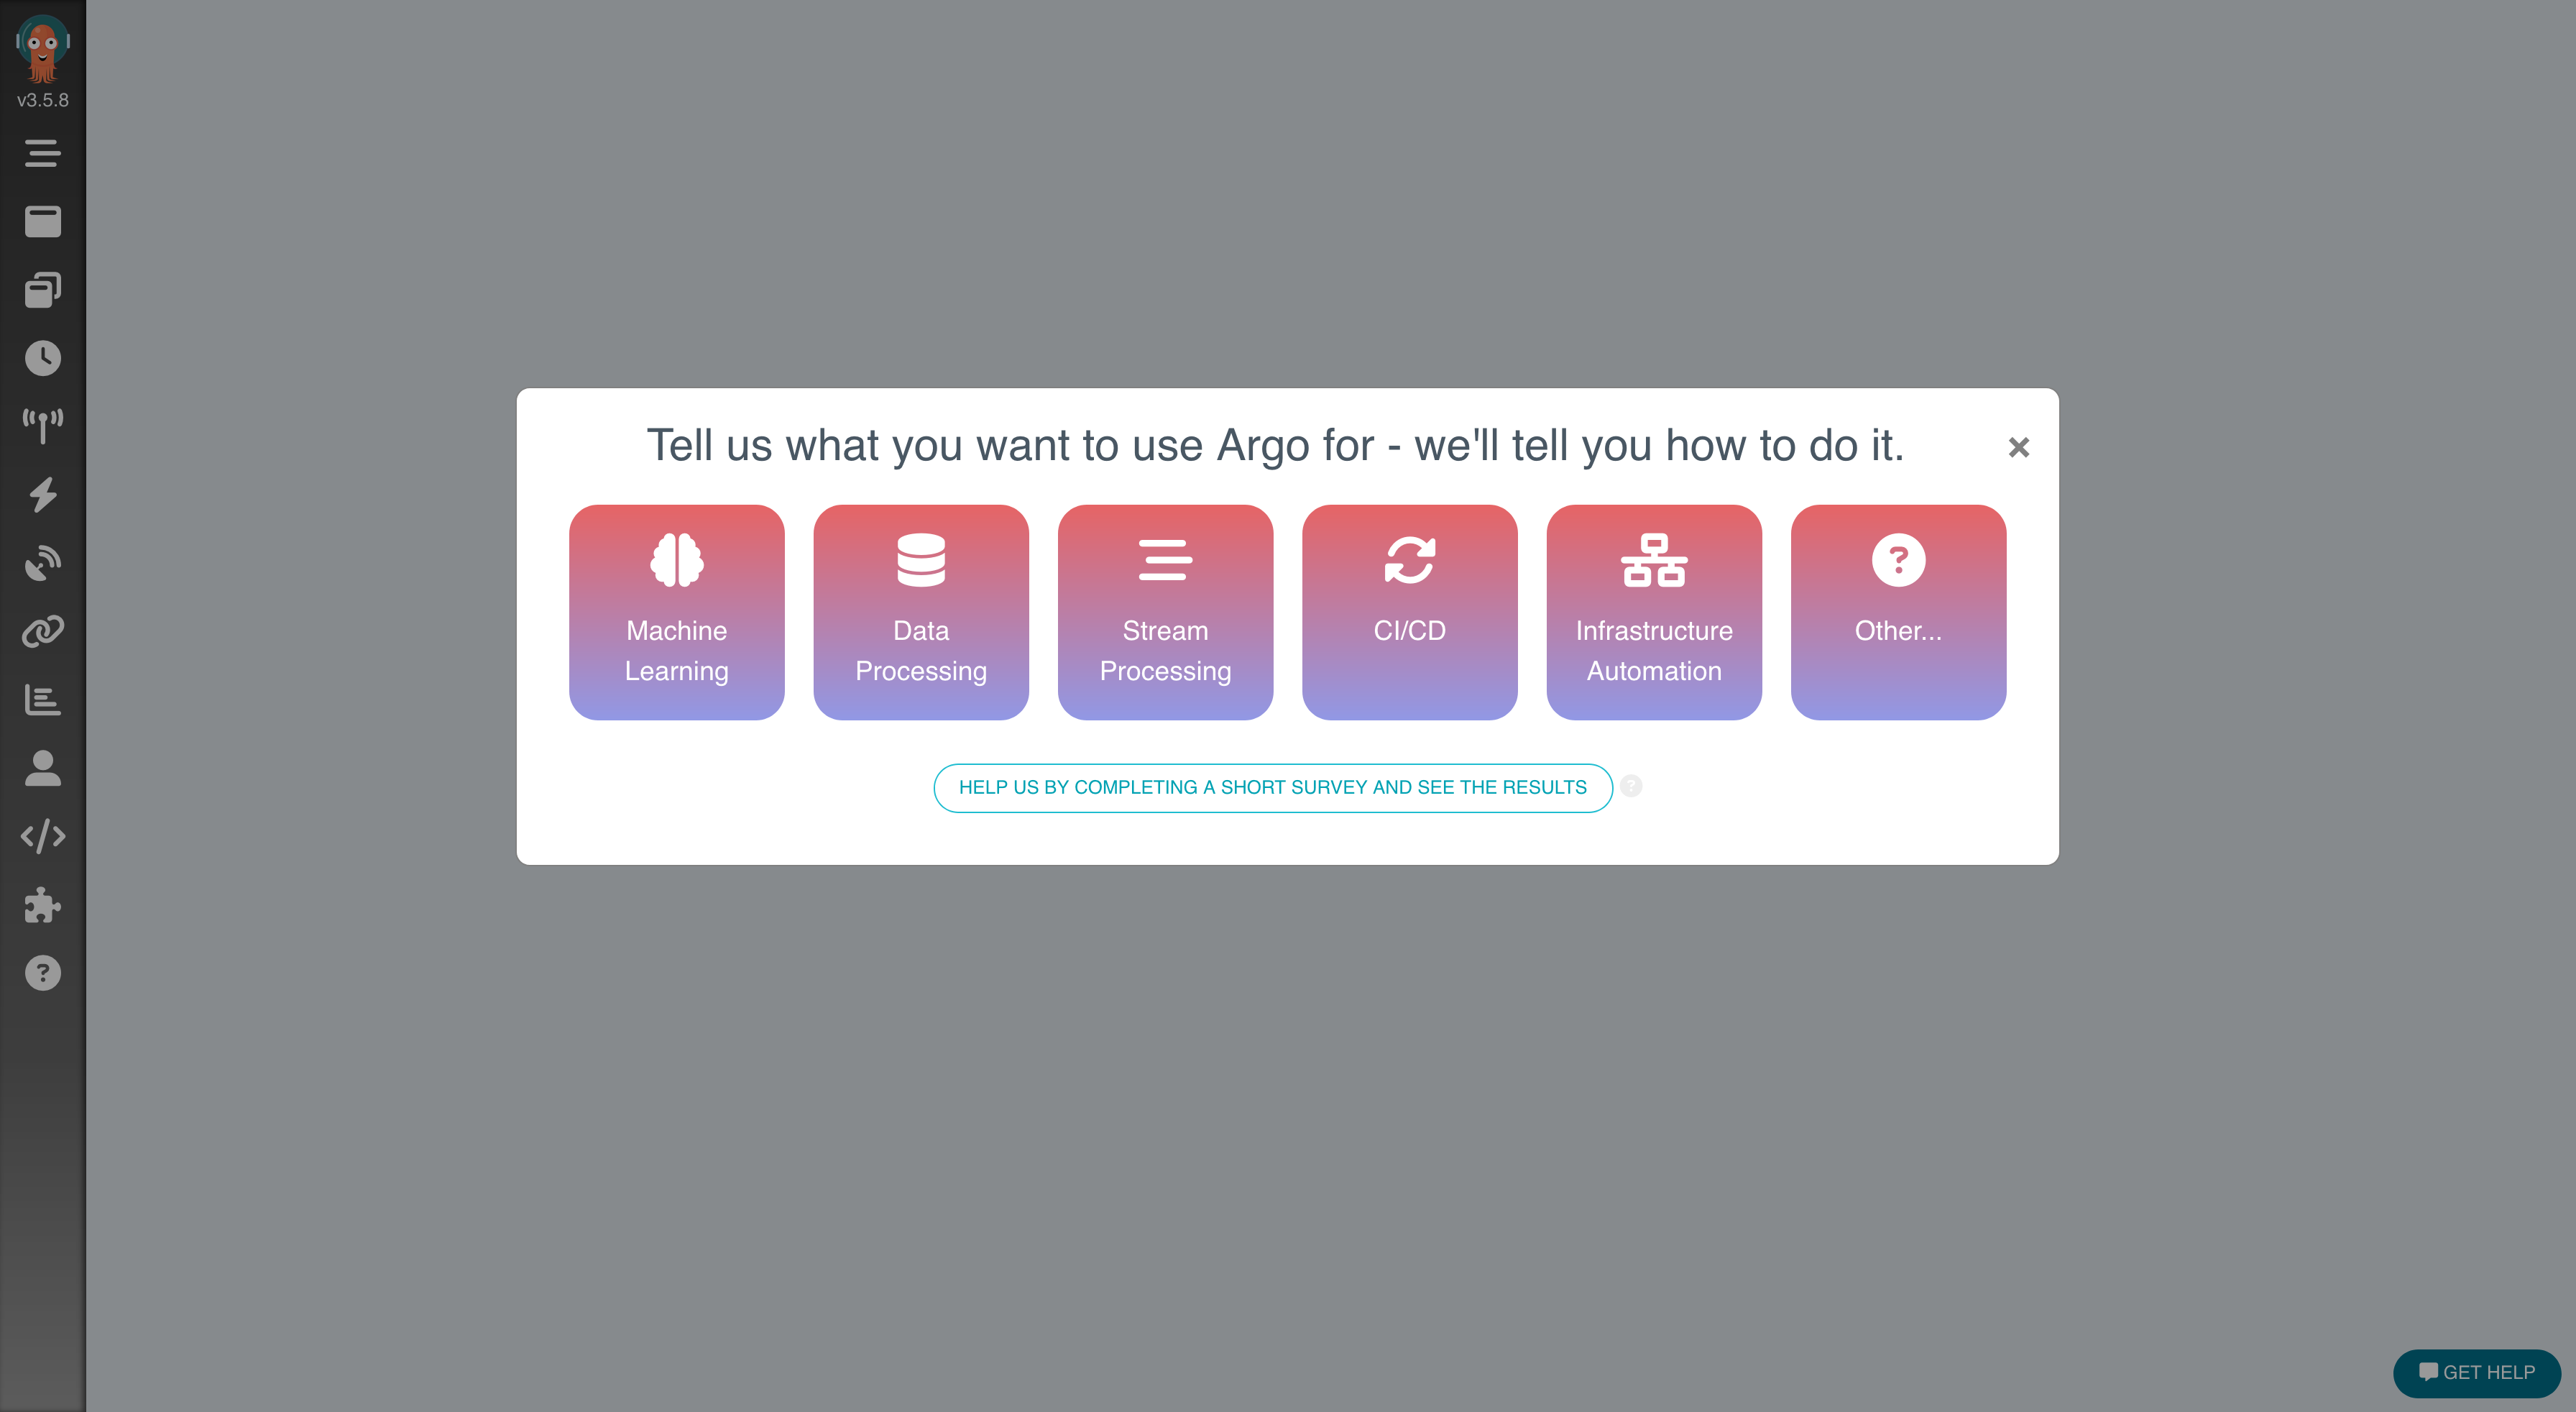 v3.5.8
Tell us what you want to use Argo for - we'll tell you how to do it.
Machine
Learning
Data
Processing
Stream
Processing
CI/CD
Infrastructure
Automation
Other...
HELP US BY COMPLETING A SHORT SURVEY AND SEE THE RESULTS
GET HELP